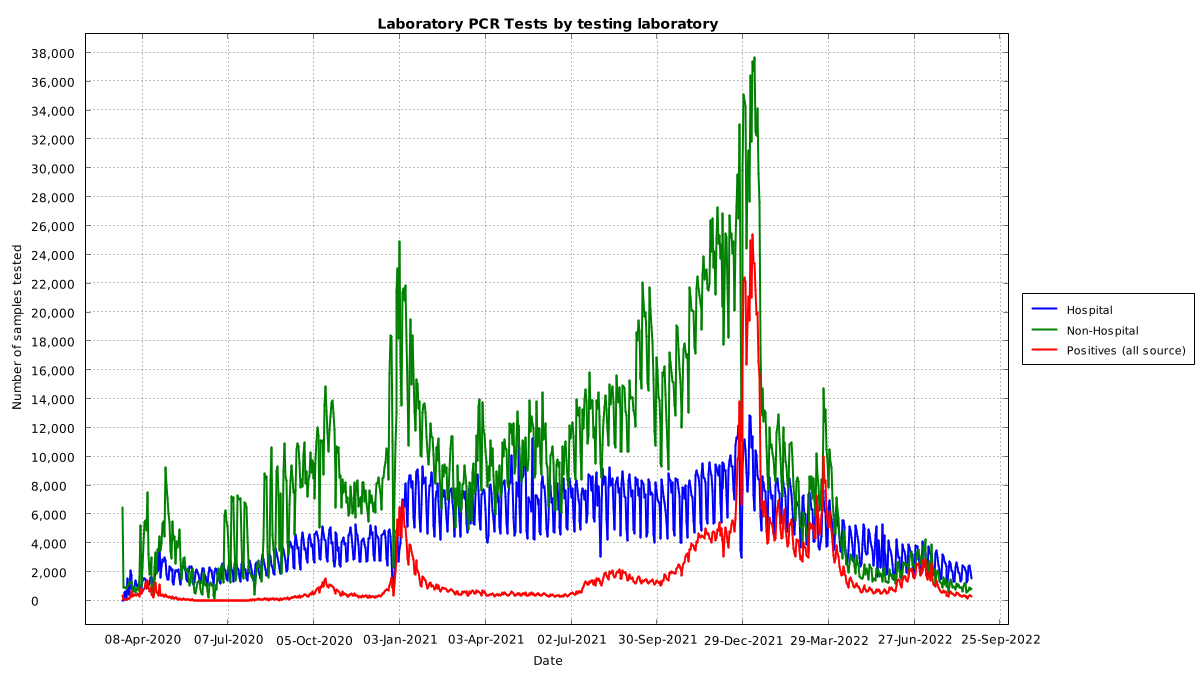 Laboratory PCR Tests by testing laboratory
38,000
36,000
34,000
32,000
30,000
28,000
26,000
24,000
22,000
20,000
18,000
16,000
14,000
12,000
10,000
8,000
6,000
4,000
2,000
0
Number of samples tested
08-Apr-2020 07-Jul-2020 05-Oct-2020 03-Jan-2021 03-Apr-2021 02-Jul-2021 30-Sep-2021 29-Dec-2021 29-Mar-2022 27-Jun-2022 25-Sep-2022
Date
Hospital
Non-Hospital
Positives (all source)